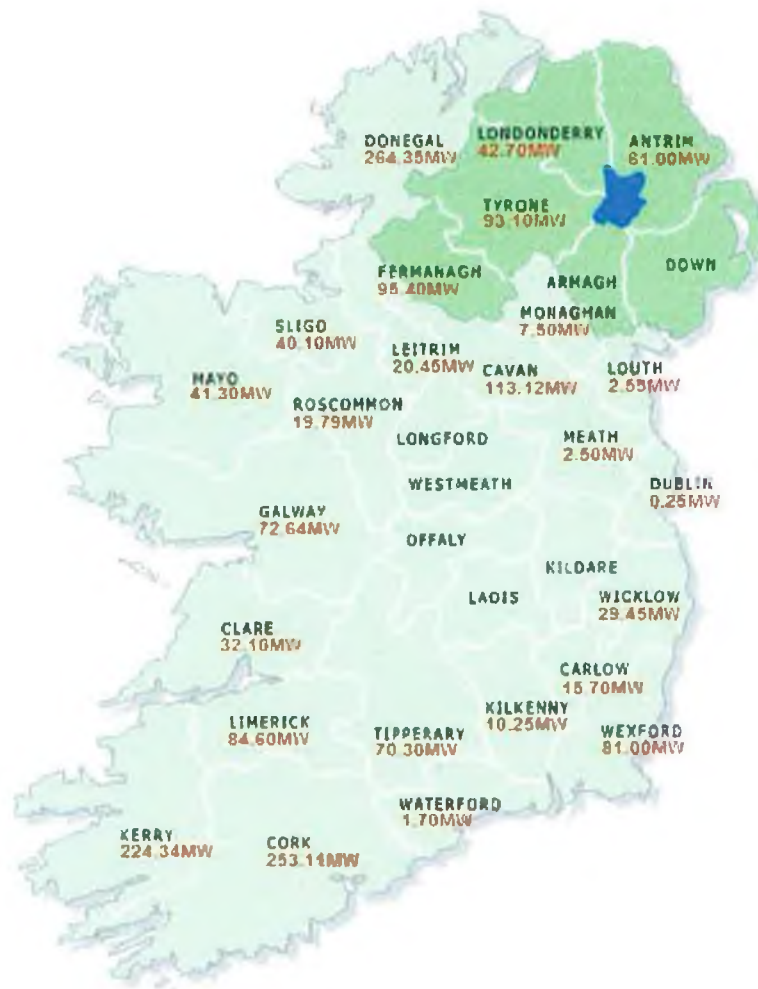 DONEGAL
264.35MW
LONDONDERRY
42.70MW
ANTRIM
61.00MW
TYRONE
93.10MW
FERMANAGH
95.40MW
ARMAGH
DOWN
MONAGHAN
7.50MW
SLIGO
40.10MW
LEITRIM
20.45MW
CAVAN
113.12MW
LOUTH
2.55MW
MAYO
41.30MW
ROSCOMMON
19.79MW
LONGFORD
MEATH
2.50MW
WESTMEATH
DUBLIN
0.25MW
GALWAY
72.64MW
OFFALY
KILDARE
LAOIS
WICKLOW
29.45MW
CLARE
32.10MW
CARLOW
15.70MW
KILKENNY
10.25MW
LIMERICK
84.60MW
TIPPERARY
70.30MW
WEXFORD
81.00MW
WATERFORD
1.70MW
KERRY
224.34MW
CORK
253.11MW